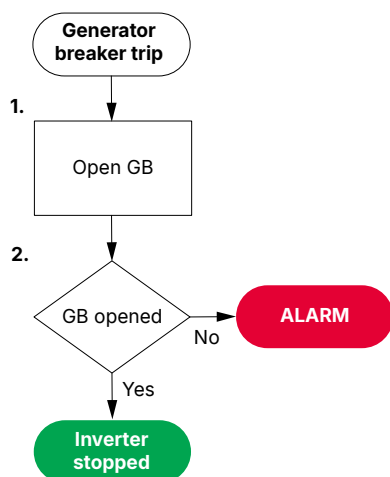 Generator
breaker trip
1.
Open GB
2.
GB opened
ALARM
No
Yes
Inverter
stopped